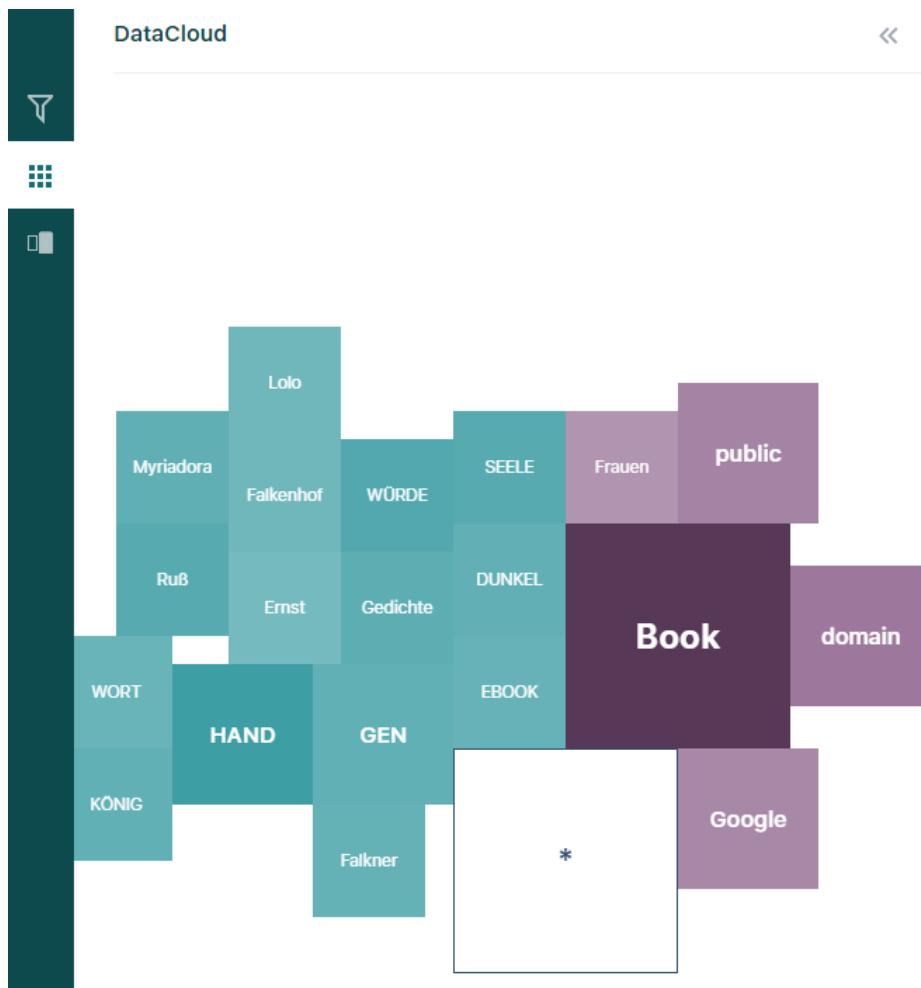 DataCloud
Lolo
public
Myriadora
SEELE
Frauen
Falkenhof
WÜRDE
Ruß
DUNKEL
Ernst
Gedichte
Book
domain
WORT
EBOOK
HAND
GEN
KÖNIG
Google
Falkner
*